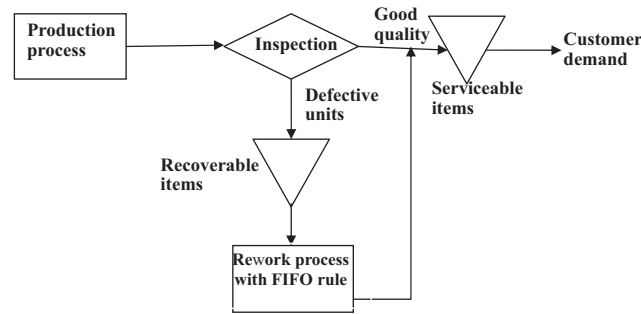 Production
process
Inspection
Good
quality
Serviceable
items
Customer
demand
Defective
units
Recoverable
items
Rework process
with FIFO rule